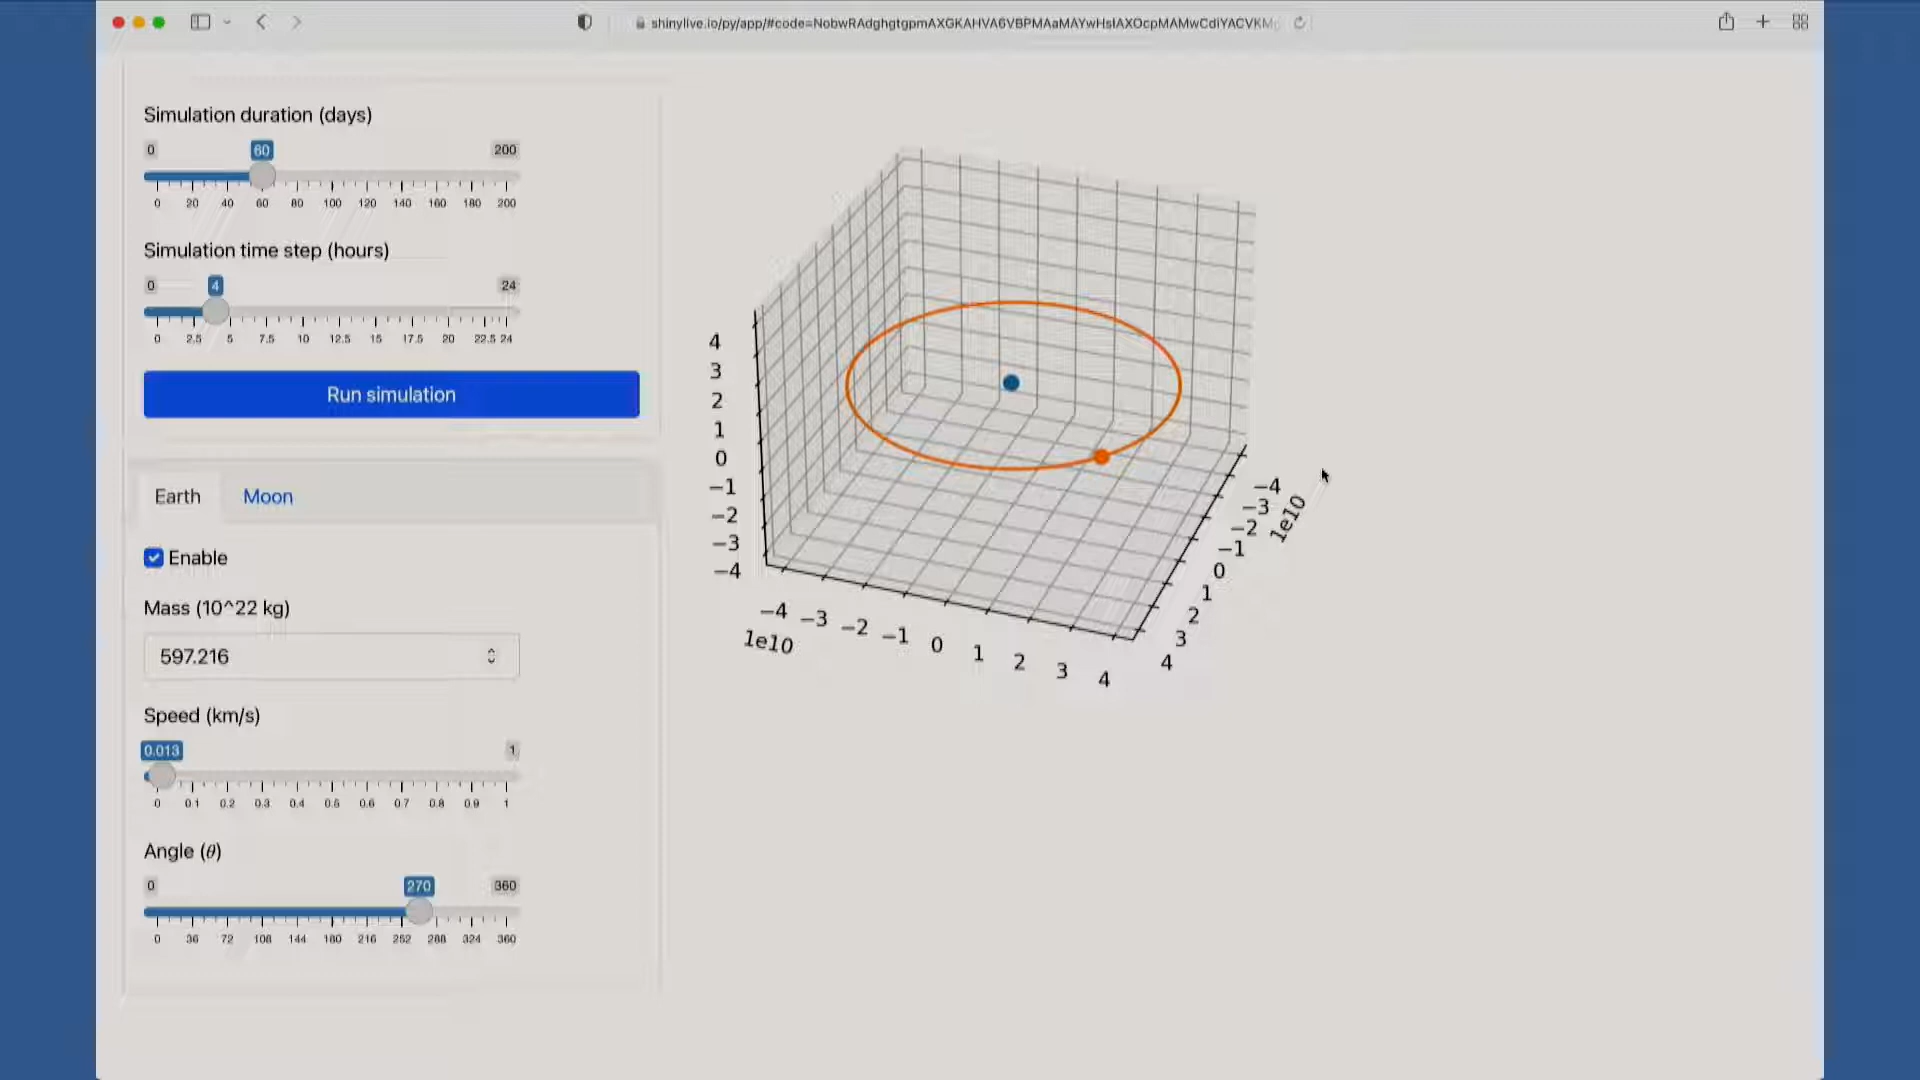 shinylive.io/py/app/#code=
Simulation duration (days)
0 60 200
0 20 40 60 80 100 120 140 160 180 200
Simulation time step (hours)
0 4 24
0 2.5 5 7.5 10 12.5 15 17.5 20 22.5 24
Run simulation
Earth Moon
Enable
Mass (10^22 kg)
597.216
Speed (km/s)
0.013 1
0 0.1 0.2 0.3 0.4 0.5 0.6 0.7 0.8 0.9 1
Angle (θ)
0 270 360
0 36 72 108 144 180 216 252 288 324 360
4
3
2
1
0
−1
−2
−3
−4
−4 −3 −2 −1 0 1 2 3 4
1e10
−4
−3
−2
−1
0
1
2
3
4
1e10